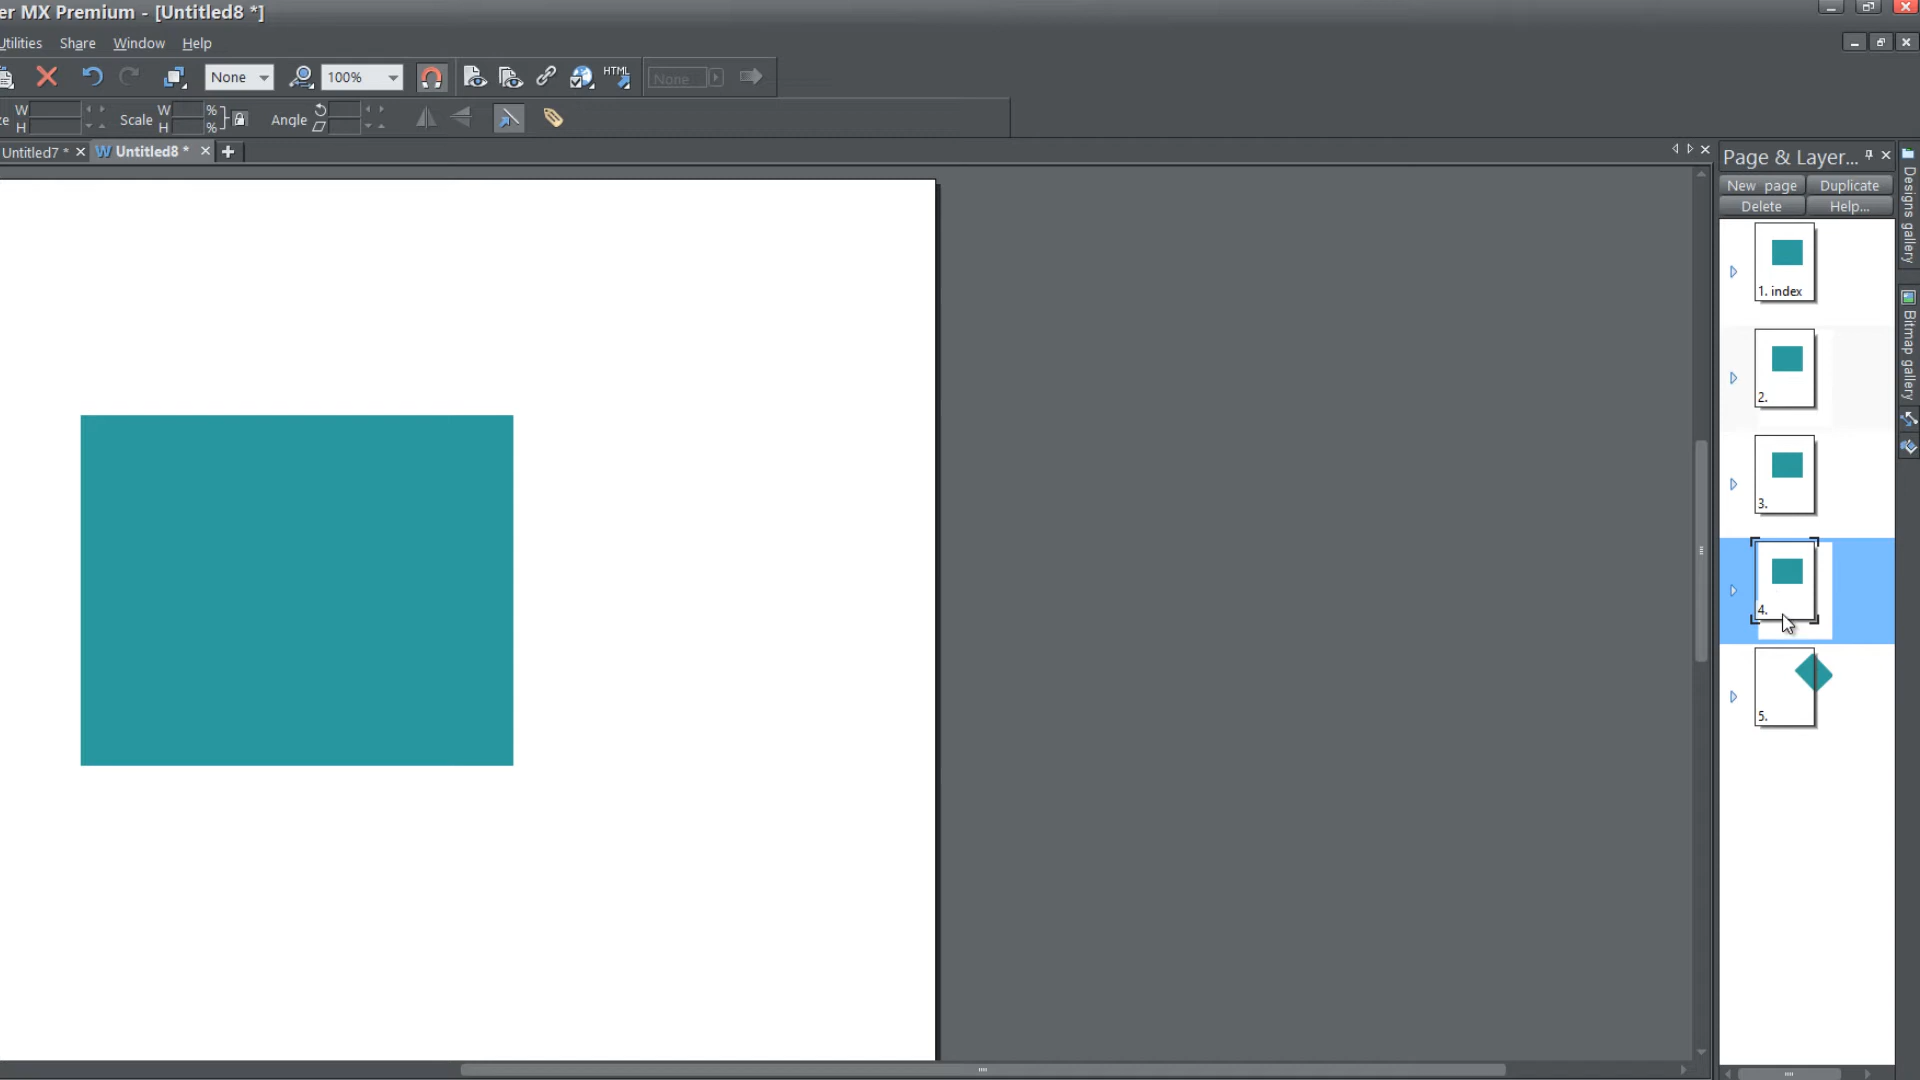 er MX Premium - [Untitled8 *]
Utilities Share Window Help
None 100% HTML None
ze W H Scale W H % % Angle
Untitled7 * W Untitled8 *
Page & Layer...
New page Duplicate
Delete Help...
1. index
2.
3.
4.
5.
Designs gallery
Bitmap gallery